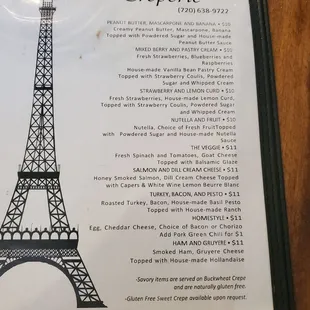 Creperie
(720) 638-9722
PEANUT BUTTER, MASCARPONE AND BANANA • $10
Creamy Peanut Butter, Mascarpone, Banana.
Topped with Powdered Sugar and House-made
Peanut Butter Sauce
MIXED BERRY AND PASTRY CREAM • $10
Fresh Strawberries, Blueberries and
Raspberries
House-made Vanilla Bean Pastry Cream
Topped with Strawberry Coulis, Powdered
Sugar and Whipped Cream
STRAWBERRY AND LEMON CURD • $10
Fresh Strawberries, House-made Lemon Curd,
Topped with Strawberry Coulis, Powdered Sugar
and Whipped Cream
NUTELLA AND FRUIT • $10
Nutella, Choice of Fresh FruitTopped
with Powdered Sugar and House-made Nutella
Sauce
THE VEGGIE • $11
Fresh Spinach and Tomatoes, Goat Cheese
Topped with Balsamic Glaze
SALMON AND DILL CREAM CHEESE • $11
Honey Smoked Salmon, Dill Cream Cheese Topped
with Capers & White Wine Lemon Beurre Blanc
TURKEY, BACON, AND PESTO • $11
Roasted Turkey, Bacon, House-made Basil Pesto
Topped with House-made Ranch
HOMESTYLE • $11
Egg, Cheddar Cheese, Choice of Bacon or Chorizo
Add Pork Green Chili for $1
HAM AND GRUYERE • $11
Smoked Ham, Gruyere Cheese
Topped with House-made Hollandaise
-Savory items are served on Buckwheat Crepe
and are naturally gluten free.
-Gluten Free Sweet Crepe available upon request.